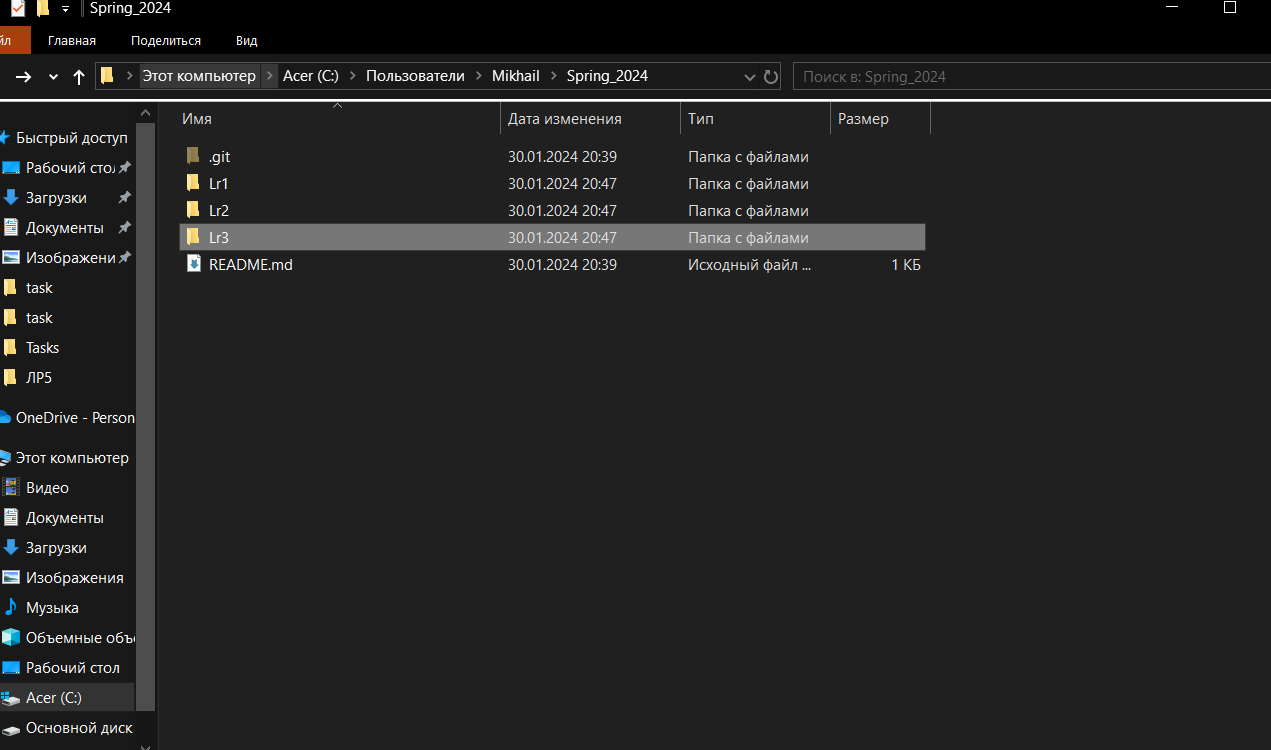 Spring_2024
йл Главная Поделиться Вид
Этот компьютер Acer (C:) Пользователи Mikhail Spring_2024 Поиск в: Spring_2024
Имя Дата изменения Тип Размер
.git 30.01.2024 20:39 Папка с файлами
Lr1 30.01.2024 20:47 Папка с файлами
Lr2 30.01.2024 20:47 Папка с файлами
Lr3 30.01.2024 20:47 Папка с файлами
README.md 30.01.2024 20:39 Исходный файл ... 1 КБ
Быстрый доступ
Рабочий стол
Загрузки
Документы
Изображени
task
task
Tasks
ЛР5
OneDrive - Person
Этот компьютер
Видео
Документы
Загрузки
Изображения
Музыка
Объемные объе
Рабочий стол
Acer (C:)
Основной диск